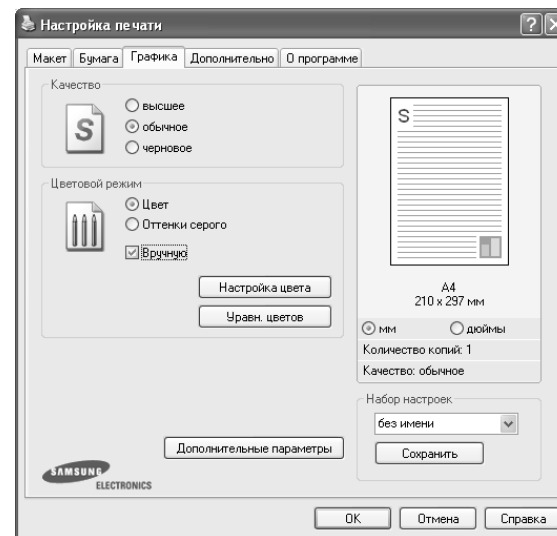 Настройка печати
Макет Бумага Графика Дополнительно О программе
Качество
S
высшее
обычное
черновое
Цветовой режим
Цвет
Оттенки серого
Вручную
Настройка цвета
Уравн. цветов
Дополнительные параметры
SAMSUNG
ELECTRONICS
S
A4
210 x 297 мм
мм дюймы
Количество копий: 1
Качество: обычное
Набор настроек
без имени
Сохранить
OK Отмена Справка